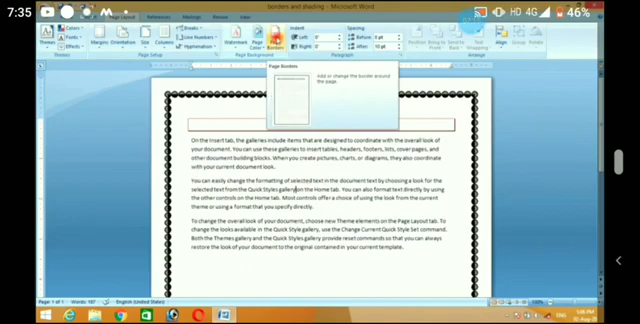 7:35
HD 4G 46%
borders and shading - Microsoft Word
Page Layout
References
Mailings
Review
View
Colors
Fonts
Effects
Themes
Margins
Orientation
Size
Columns
Breaks
Line Numbers
Hyphenation
Page Setup
Watermark
Page Color
Page Borders
Page Background
Indent
Left: 0"
Right: 0"
Spacing
Before: 0 pt
After: 10 pt
Paragraph
Position
Bring to Front
Send to Back
Text Wrapping
Align
Group
Rotate
Arrange
Page Borders
Add or change the border around
the page.
On the Insert tab, the galleries include items that are designed to coordinate with the overall look of
your document. You can use these galleries to insert tables, headers, footers, lists, cover pages, and
other document building blocks. When you create pictures, charts, or diagrams, they also coordinate
with your current document look.
You can easily change the formatting of selected text in the document text by choosing a look for the
selected text from the Quick Styles gallery on the Home tab. You can also format text directly by using
the other controls on the Home tab. Most controls offer a choice of using the look from the current
theme or using a format that you specify directly.
To change the overall look of your document, choose new Theme elements on the Page Layout tab. To
change the looks available in the Quick Style gallery, use the Change Current Quick Style Set command.
Both the Themes gallery and the Quick Styles gallery provide reset commands so that you can always
restore the look of your document to the original contained in your current template.
Page: 1 of 1
Words: 187
English (United States)
100%
ENG
5:06 PM